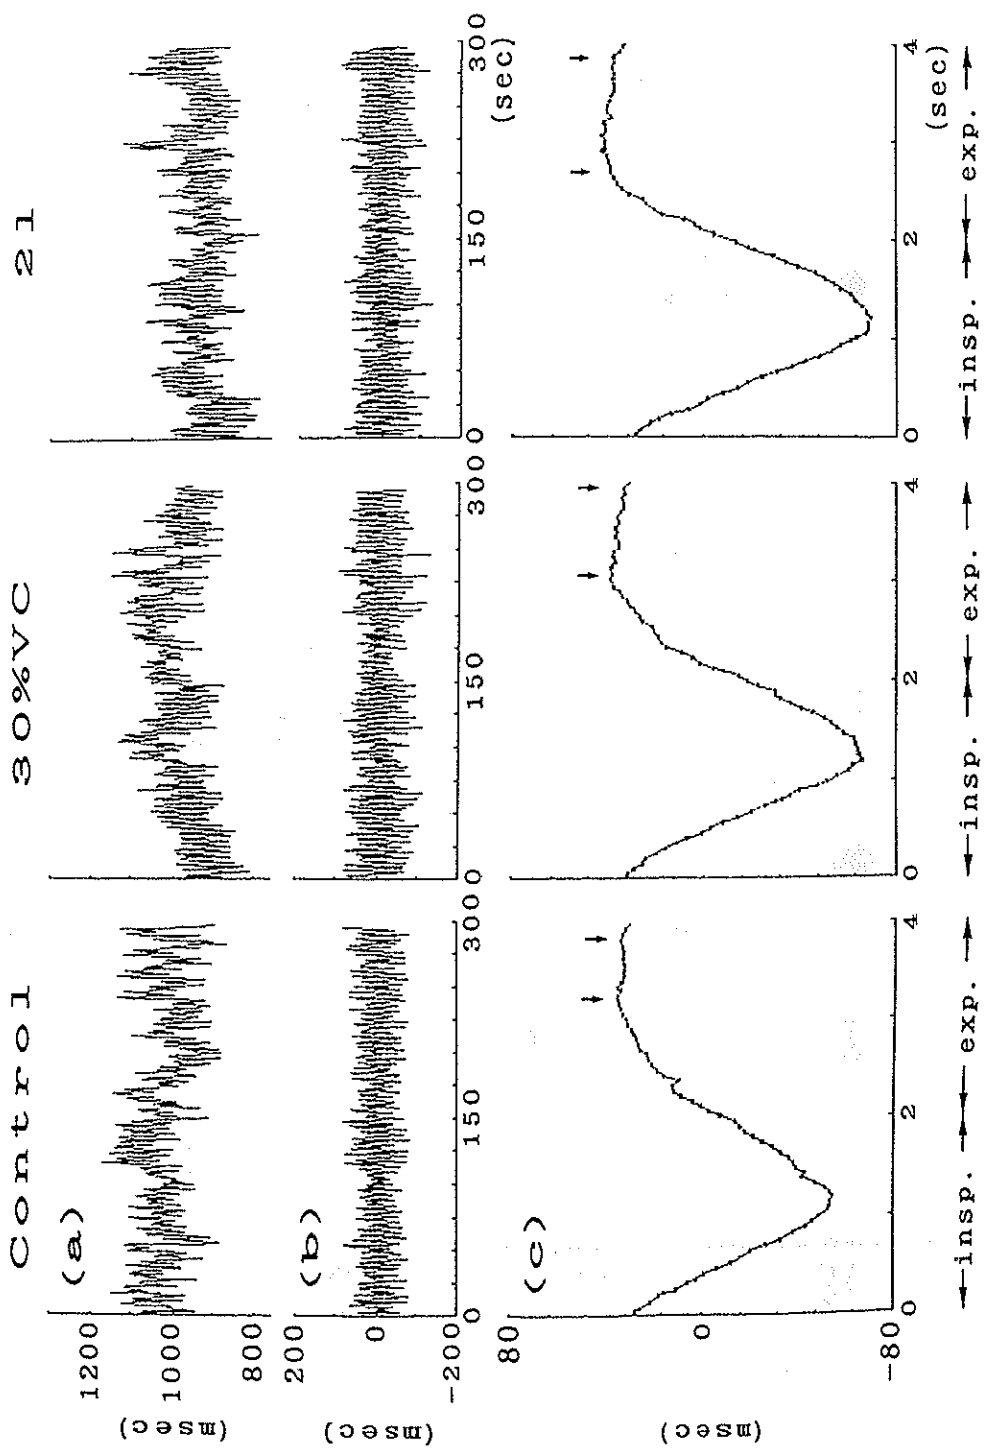 Control 30%VC 2l
(a)
1200
1000
800
(msec)
(b)
200
0
-200
(msec)
0 150 300 0 150 300 0 150 300
(sec)
(c)
80
0
-80
(msec)
0 2 4 0 2 4 0 2 4
(sec)
insp. exp. insp. exp. insp. exp.